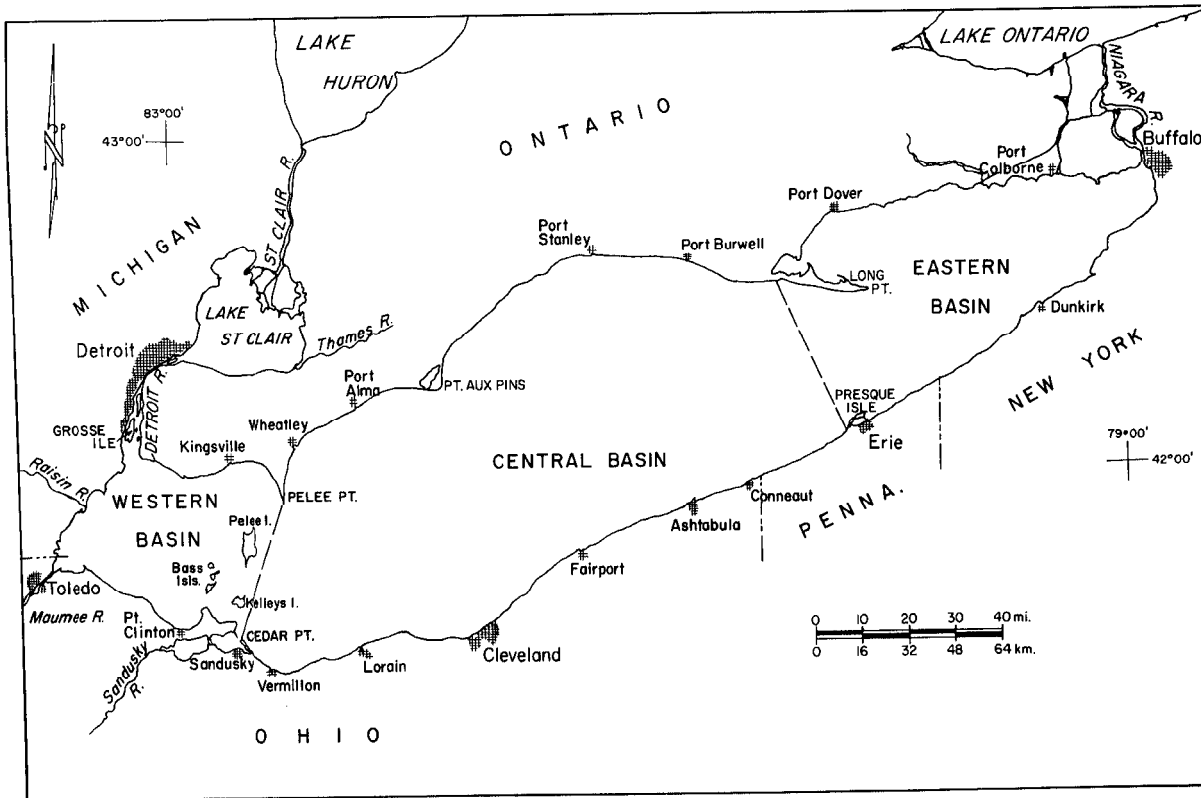 LAKE
HURON
LAKE ONTARIO
NIAGARA R.
Buffalo
83°00'
43°00'
N
ONTARIO
Port
Colborne
Port Dover
ST CLAIR R.
MICHIGAN
Port
Stanley
Port Burwell
LONG
PT.
EASTERN
BASIN
Dunkirk
LAKE
ST CLAIR
Thames R.
Detroit
DETROIT R.
GROSSE
ILE
Port
Alma
PT. AUX PINS
NEW YORK
PRESQUE
ISLE
Erie
Wheatley
Kingsville
79°00'
42°00'
CENTRAL BASIN
Raisin R.
WESTERN
BASIN
PELEE PT.
Pelee I.
Conneaut
Ashtabula
PENNA.
Bass
Isls.
Fairport
Toledo
Maumee R.
Kelleys I.
Pt.
Clinton
CEDAR PT.
Sandusky
Sandusky
R.
Vermilion
Lorain
Cleveland
0 10 20 30 40 mi.
0 16 32 48 64 km.
OHIO